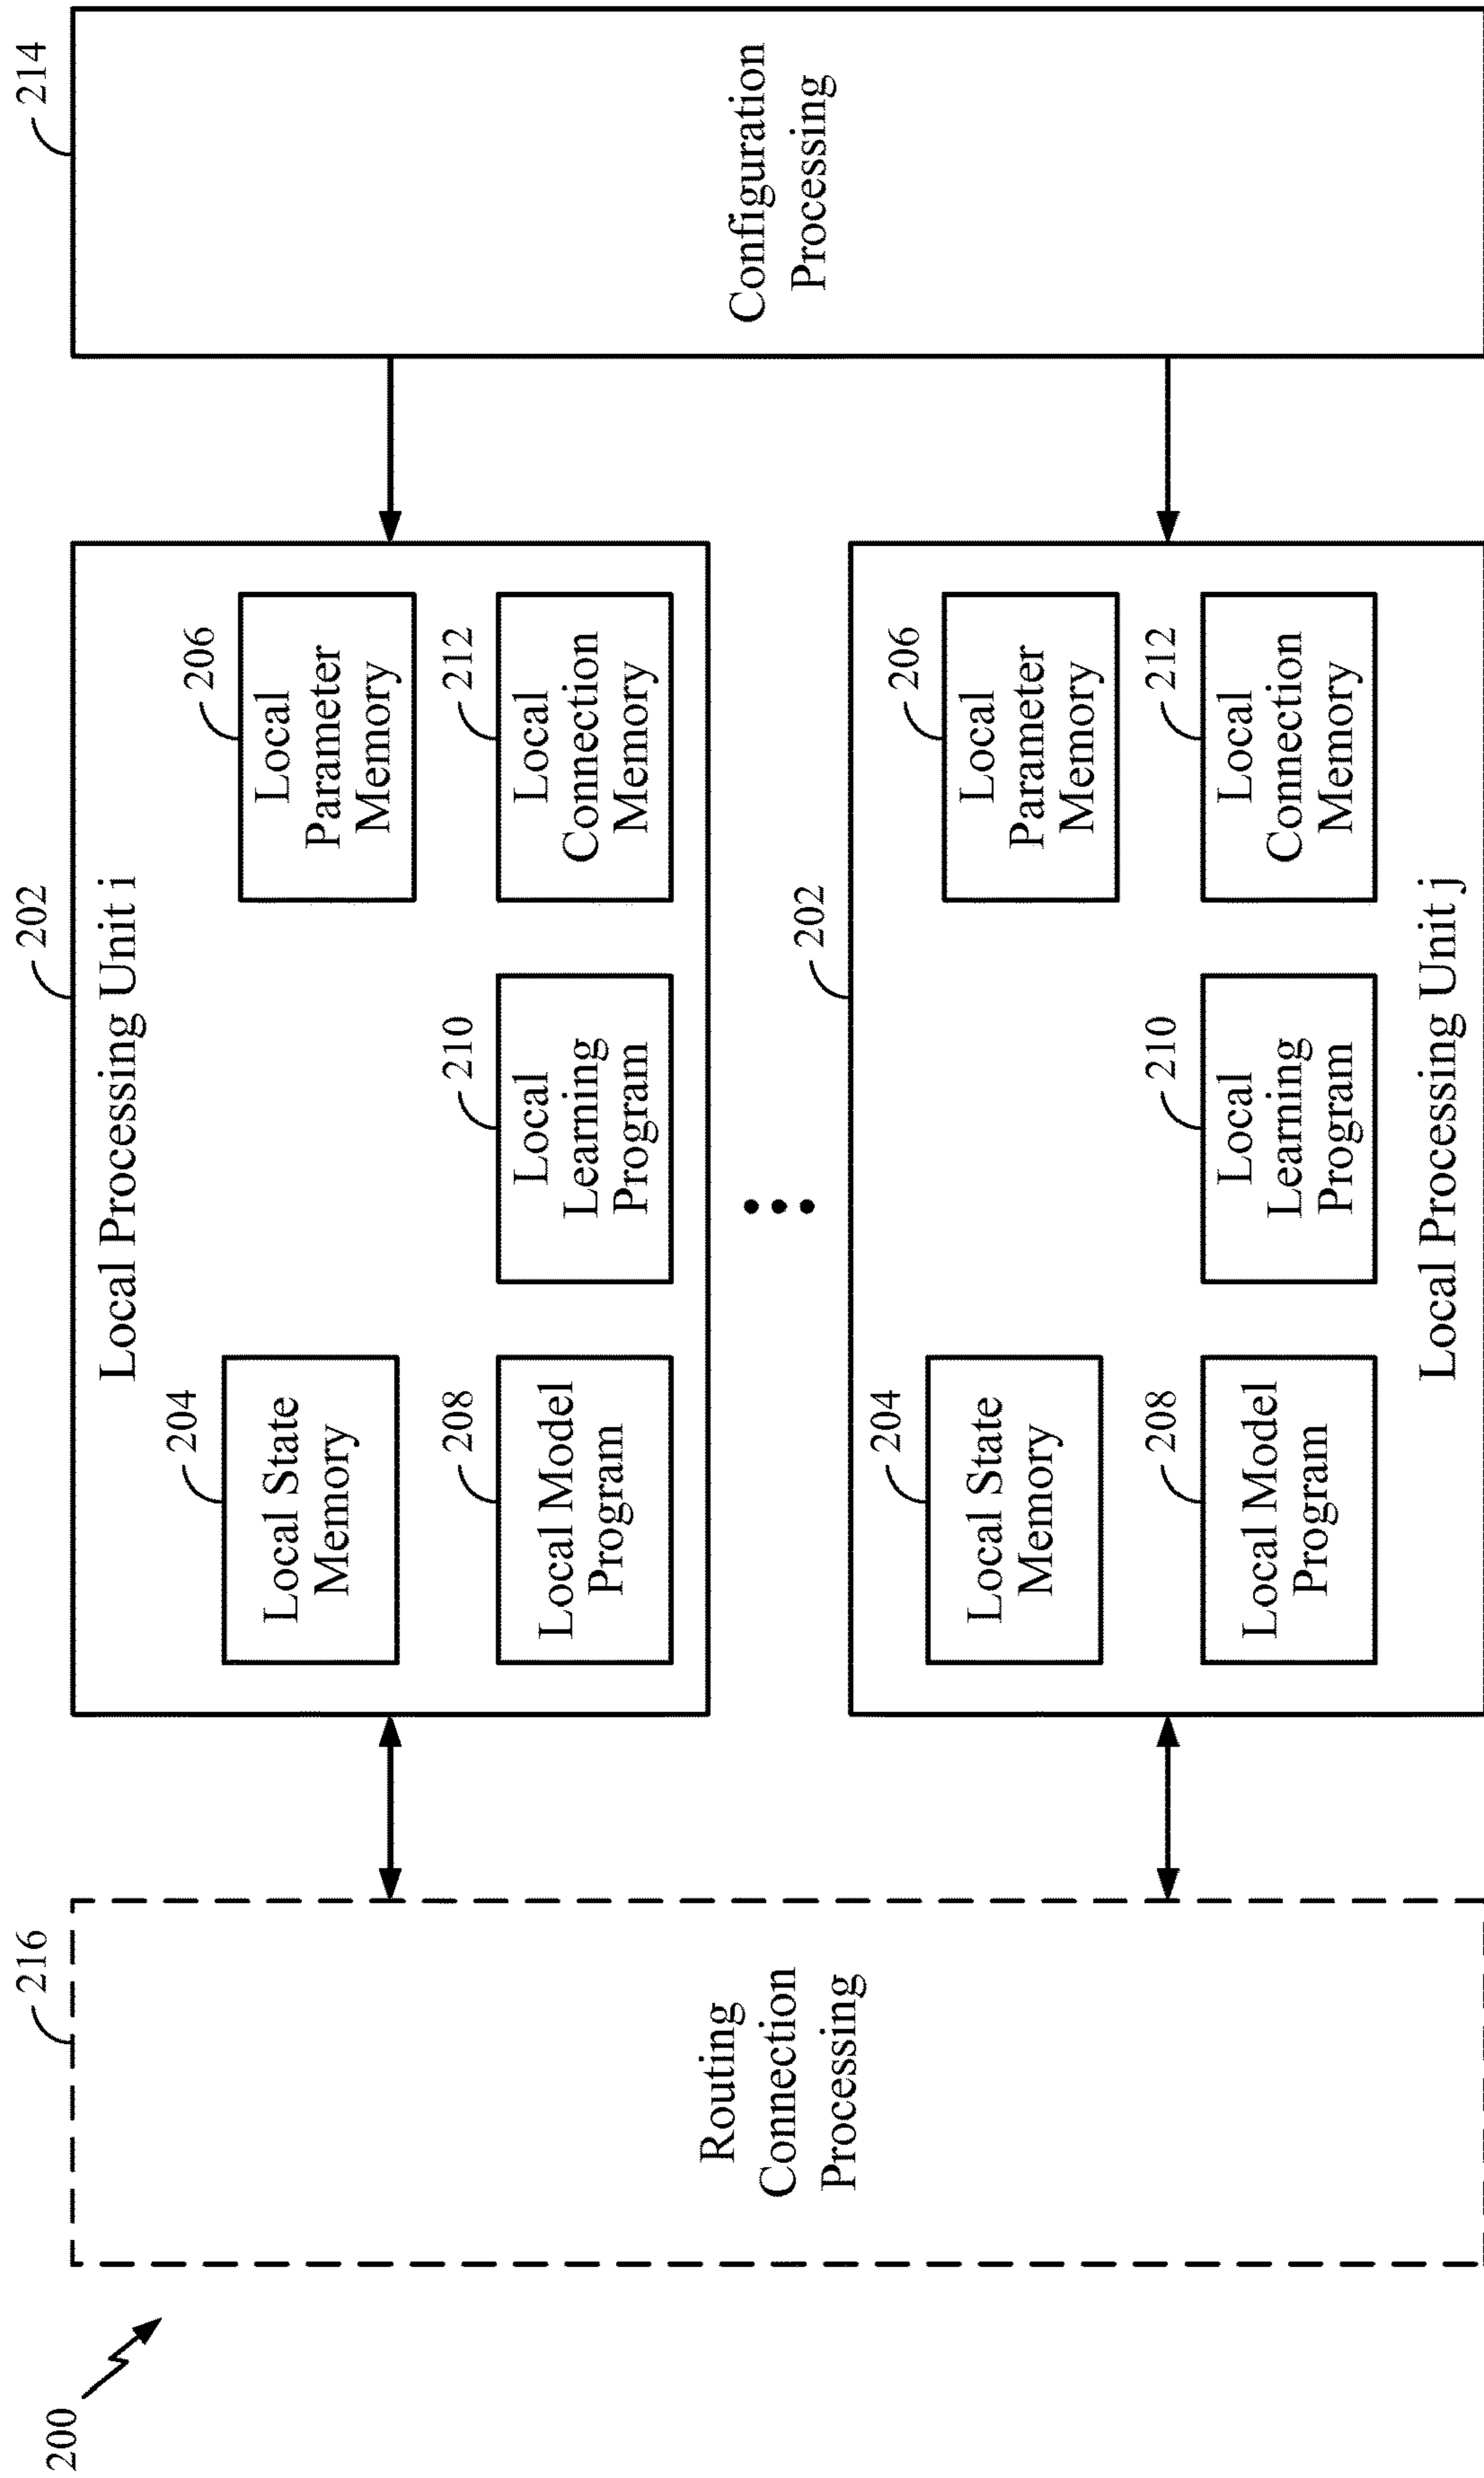 200
216
Routing
Connection
Processing
202
Local Processing Unit i
204
Local State
Memory
206
Local
Parameter
Memory
208
Local Model
Program
210
Local
Learning
Program
212
Local
Connection
Memory
202
204
Local State
Memory
206
Local
Parameter
Memory
208
Local Model
Program
210
Local
Learning
Program
212
Local
Connection
Memory
Local Processing Unit j
214
Configuration
Processing